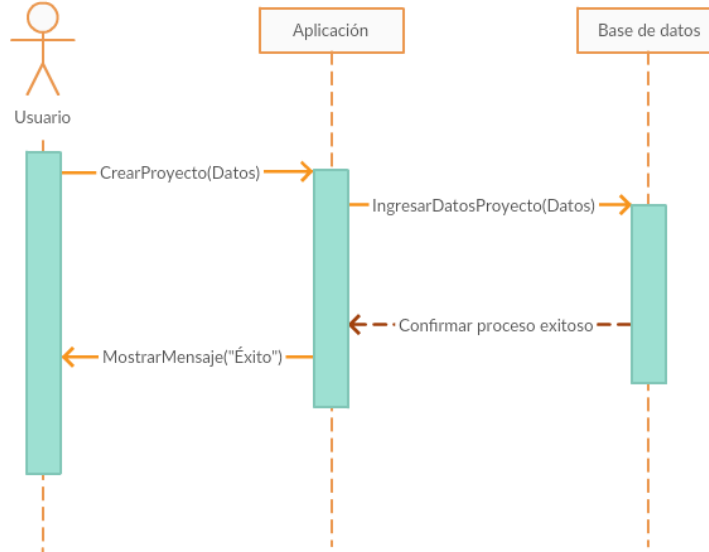 Aplicación
Base de datos
Usuario
CrearProyecto(Datos)
IngresarDatosProyecto(Datos)
Confirmar proceso exitoso
MostrarMensaje("Éxito")